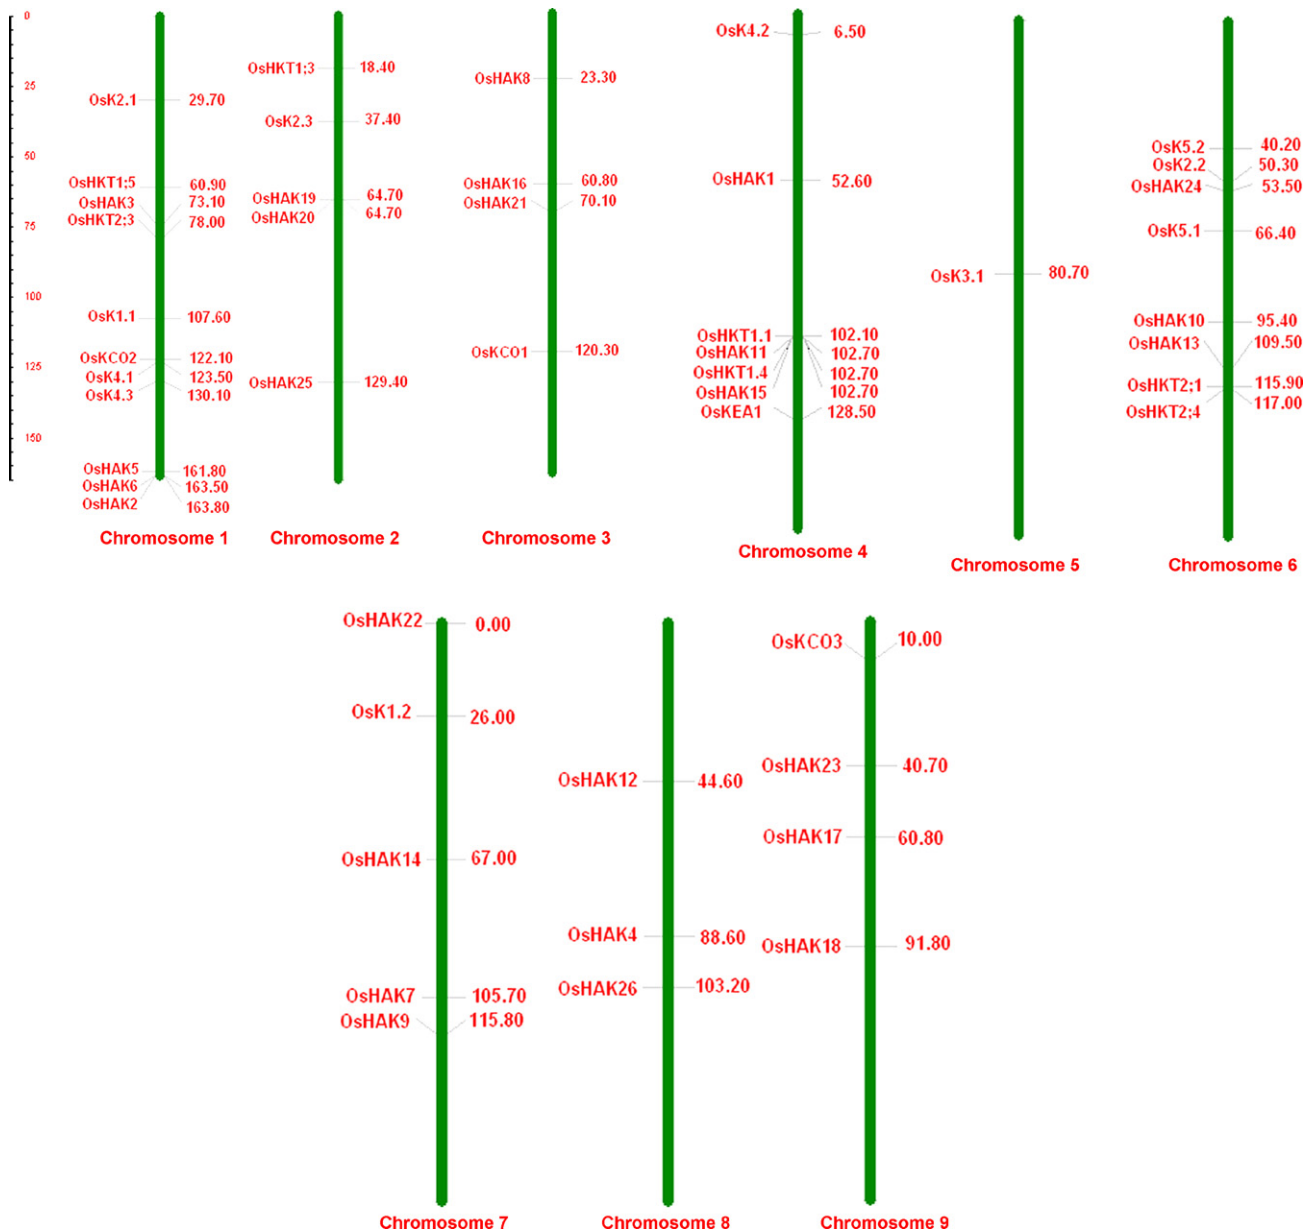 0
25
50
75
100
125
150
OsK2.1 29.70
OsHKT1;5 60.90
OsHAK3 73.10
OsHKT2;3 78.00
OsK1.1 107.60
OsKCO2 122.10
OsK4.1 123.50
OsK4.3 130.10
OsHAK5 161.80
OsHAK6 163.50
OsHAK2 163.80
Chromosome 1
OsHKT1;3 18.40
OsK2.3 37.40
OsHAK19 64.70
OsHAK20 64.70
OsHAK25 129.40
Chromosome 2
OsHAK8 23.30
OsHAK16 60.80
OsHAK21 70.10
OsKCO1 120.30
Chromosome 3
OsK4.2 6.50
OsHAK1 52.60
OsHKT1.1 102.10
OsHAK11 102.70
OsHKT1.4 102.70
OsHAK15 102.70
OsKEA1 128.50
Chromosome 4
OsK3.1 80.70
Chromosome 5
OsK5.2 40.20
OsK2.2 50.30
OsHAK24 53.50
OsK5.1 66.40
OsHAK10 95.40
OsHAK13 109.50
OsHKT2;1 115.90
OsHKT2;4 117.00
Chromosome 6
OsHAK22 0.00
OsK1.2 26.00
OsHAK14 67.00
OsHAK7 105.70
OsHAK9 115.80
Chromosome 7
OsHAK12 44.60
OsHAK4 88.60
OsHAK26 103.20
Chromosome 8
OsKCO3 10.00
OsHAK23 40.70
OsHAK17 60.80
OsHAK18 91.80
Chromosome 9